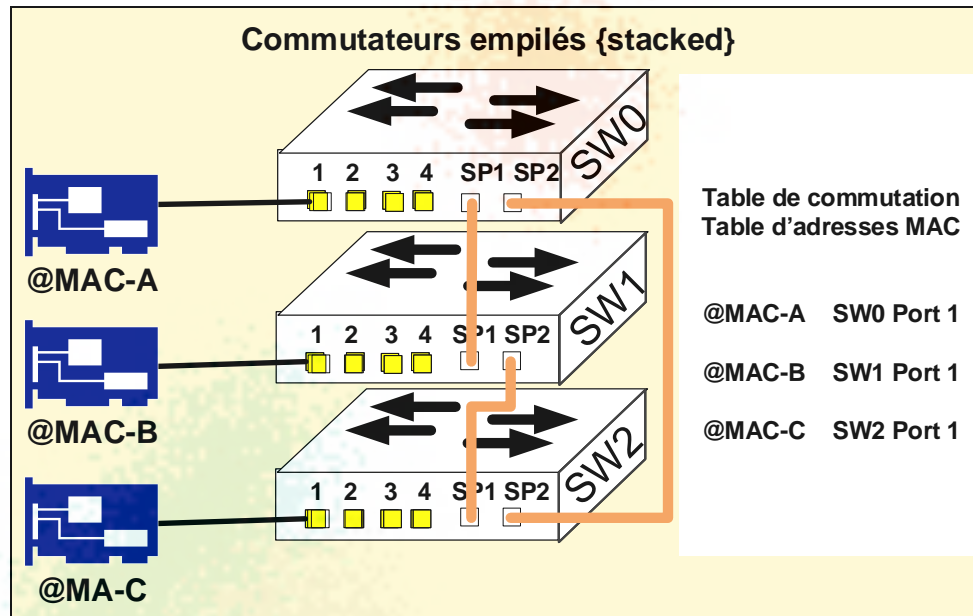 Commutateurs empilés {stacked}
SW0
1 2 3 4 SP1 SP2
@MAC-A
SW1
1 2 3 4 SP1 SP2
@MAC-B
SW2
1 2 3 4 SP1 SP2
@MA-C
Table de commutation
Table d'adresses MAC
@MAC-A SW0 Port 1
@MAC-B SW1 Port 1
@MAC-C SW2 Port 1